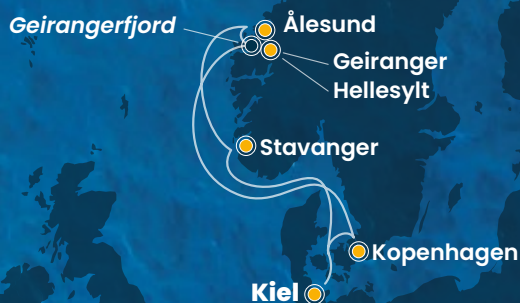 Geirangerfjord
Ålesund
Geiranger
Hellesylt
Stavanger
Kopenhagen
Kiel